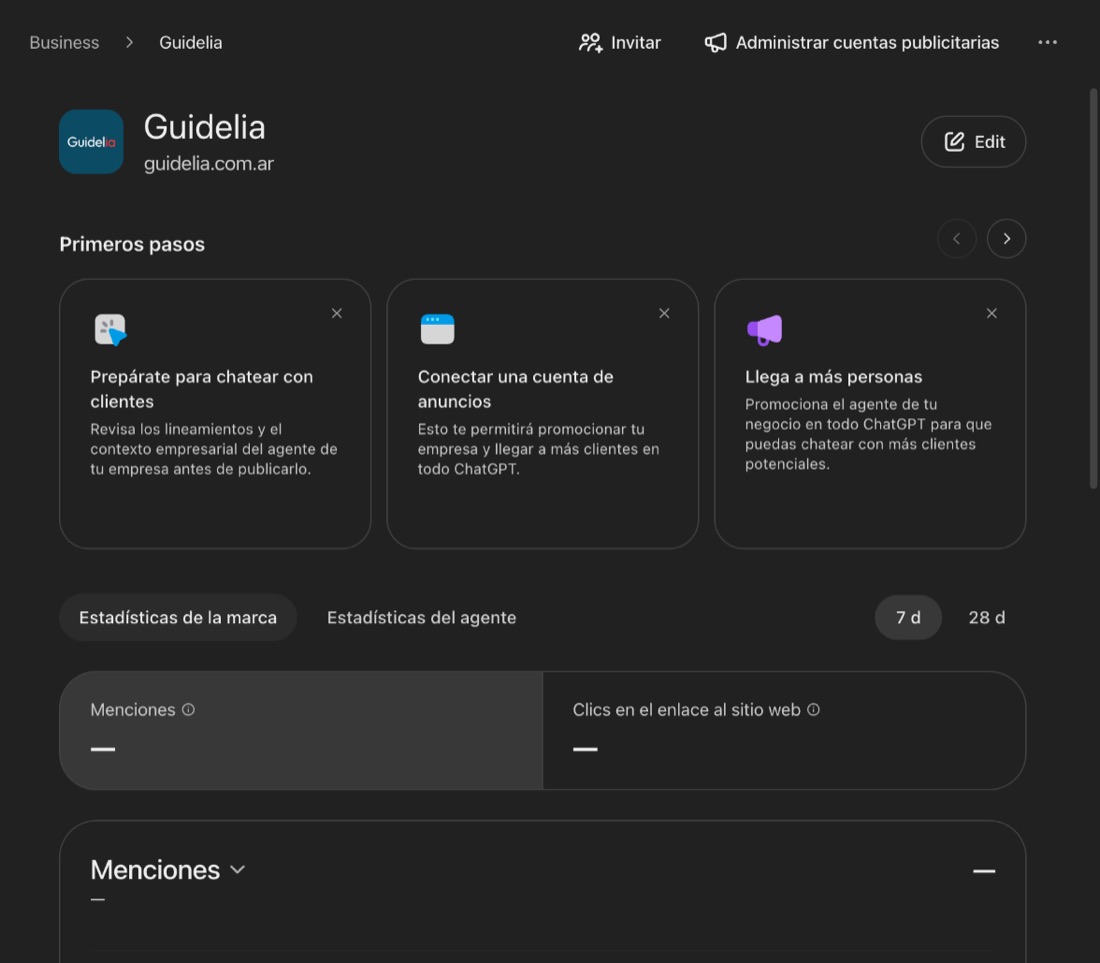 Business
Guidelia
Invitar
Administrar cuentas publicitarias
Guidelia
Guidelia
guidelia.com.ar
Edit
Primeros pasos
Prepárate para chatear con
clientes
Revisa los lineamientos y el
contexto empresarial del agente de
tu empresa antes de publicarlo.
Conectar una cuenta de
anuncios
Esto te permitirá promocionar tu
empresa y llegar a más clientes en
todo ChatGPT.
Llega a más personas
Promociona el agente de tu
negocio en todo ChatGPT para que
puedas chatear con más clientes
potenciales.
Estadísticas de la marca
Estadísticas del agente
7 d
28 d
Menciones
—
Clics en el enlace al sitio web
—
Menciones
—
—